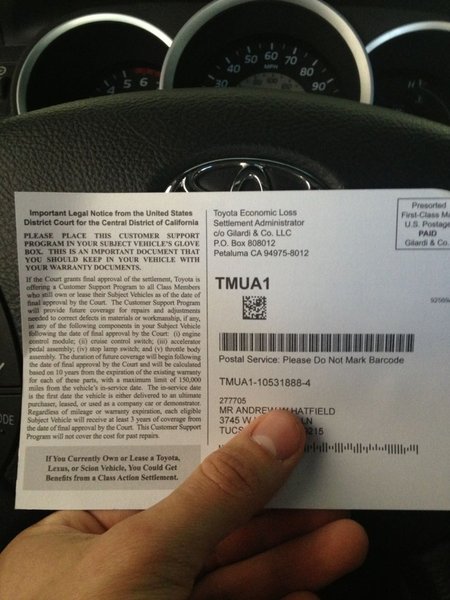 4 5 6
30 40 50 60 70 80 90
MPH
Important Legal Notice from the United States
District Court for the Central District of California
PLEASE PLACE THIS CUSTOMER SUPPORT
PROGRAM IN YOUR SUBJECT VEHICLE'S GLOVE
BOX. THIS IS AN IMPORTANT DOCUMENT THAT
YOU SHOULD KEEP IN YOUR VEHICLE WITH
YOUR WARRANTY DOCUMENTS.
If the Court grants final approval of the settlement, Toyota is
offering a Customer Support Program to all Class Members
who still own or lease their Subject Vehicles as of the date
of final approval by the Court. The Customer Support Program
will provide future coverage for repairs and adjustments
needed to correct defects in materials or workmanship, if any,
in any of the following components in your Subject Vehicle
following the date of final approval by the Court: (i) engine
control module; (ii) cruise control switch; (iii) accelerator
pedal assembly; (iv) stop lamp switch; and (v) throttle body
assembly. The duration of future coverage will begin following
the date of final approval by the Court and will be calculated
based on 10 years from the expiration of the existing warranty
for each of these parts, with a maximum limit of 150,000
miles from the vehicle's in-service date. The in-service date
is the first date the vehicle is either delivered to an ultimate
purchaser, leased, or used as a company car or demonstrator.
Regardless of mileage or warranty expiration, each eligible
Subject Vehicle will receive at least 3 years of coverage from
the date of final approval by the Court. This Customer Support
Program will not cover the cost for past repairs.
If You Currently Own or Lease a Toyota,
Lexus, or Scion Vehicle, You Could Get
Benefits from a Class Action Settlement.
Toyota Economic Loss
Settlement Administrator
c/o Gilardi & Co. LLC
P.O. Box 808012
Petaluma CA 94975-8012
Presorted
First-Class
U.S. Postage
PAID
Gilardi & Co.
TMUA1
Postal Service: Please Do Not Mark Barcode
TMUA1-10531888-4
277705
MR ANDREW HATFIELD
3745 W LN
TUCS 0215